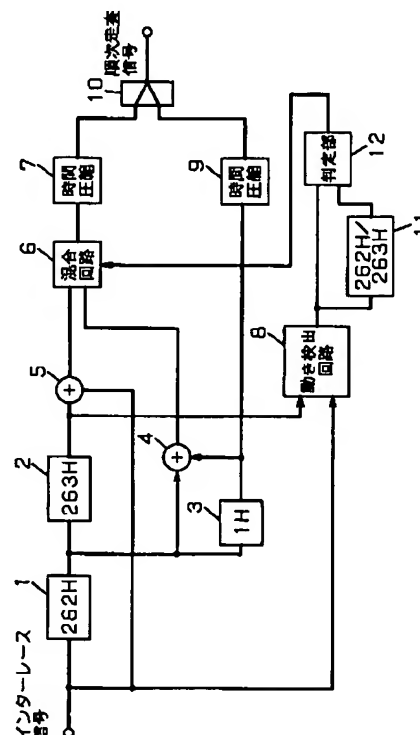 インターレース
信号
1
262H
2
263H
5
+
6
混合
回路
7
時間
圧縮
10
順次走査
信号
3
1H
4
+
9
時間
圧縮
8
動き検出
回路
262H/
263H
11
判定部
12